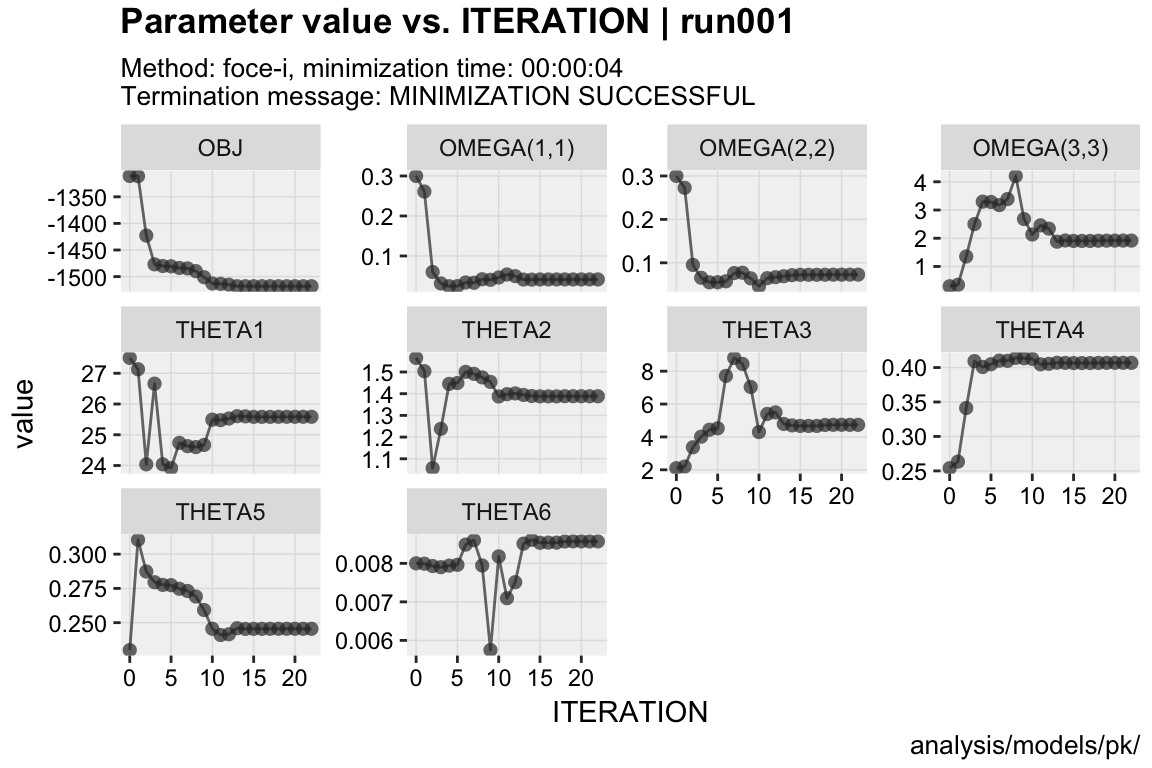 Parameter value vs. ITERATION | run001
Method: foce-i, minimization time: 00:00:04
Termination message: MINIMIZATION SUCCESSFUL
OBJ OMEGA(1,1) OMEGA(2,2) OMEGA(3,3)
-1350
-1400
-1450
-1500
0.3
0.2
0.1
0.3
0.2
0.1
4
3
2
1
THETA1 THETA2 THETA3 THETA4
27
26
25
24
1.5
1.4
1.3
1.2
1.1
8
6
4
2
0.40
0.35
0.30
0.25
0 5 10 15 20
0 5 10 15 20
THETA5 THETA6
0.300
0.275
0.250
0.008
0.007
0.006
0 5 10 15 20
0 5 10 15 20
value
ITERATION
analysis/models/pk/